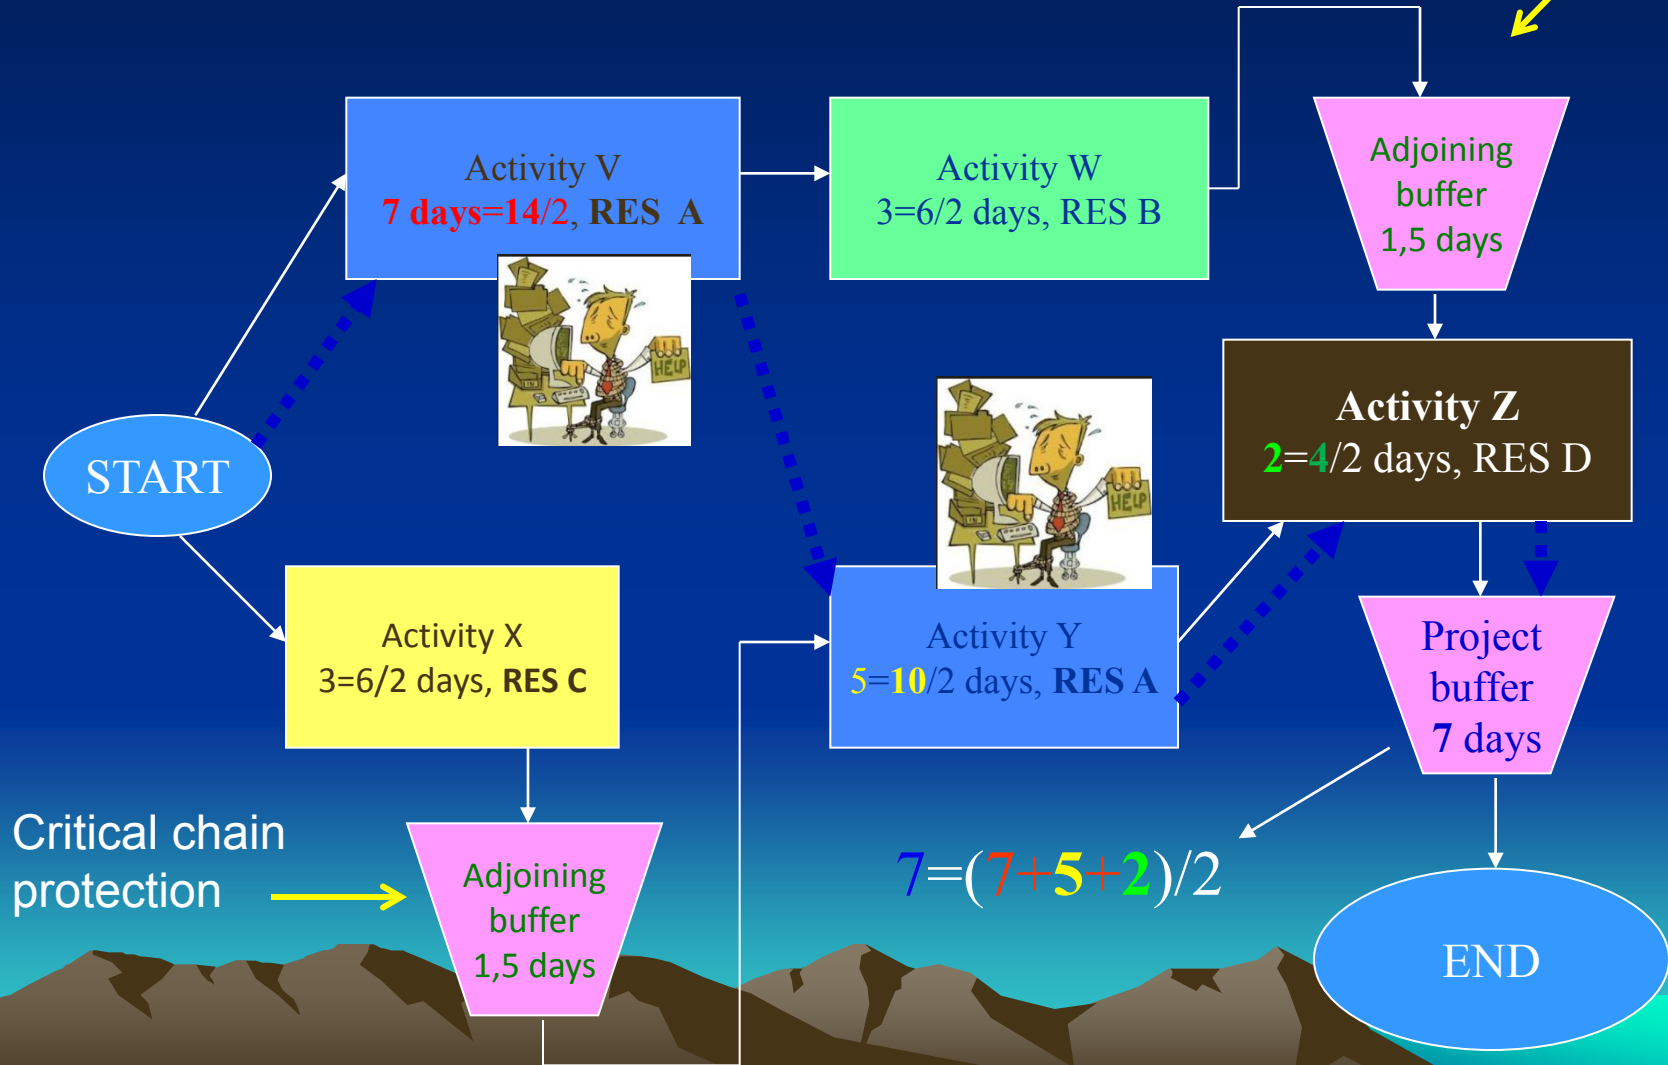 Activity V
7 days=14/2, RES A
Activity W
3=6/2 days, RES B
Adjoining
buffer
1,5 days
HELP
HELP
Activity Z
2=4/2 days, RES D
START
Activity X
3=6/2 days, RES C
Activity Y
5=10/2 days, RES A
Project
buffer
7 days
Critical chain
protection
Adjoining
buffer
1,5 days
7=(7+5+2)/2
END